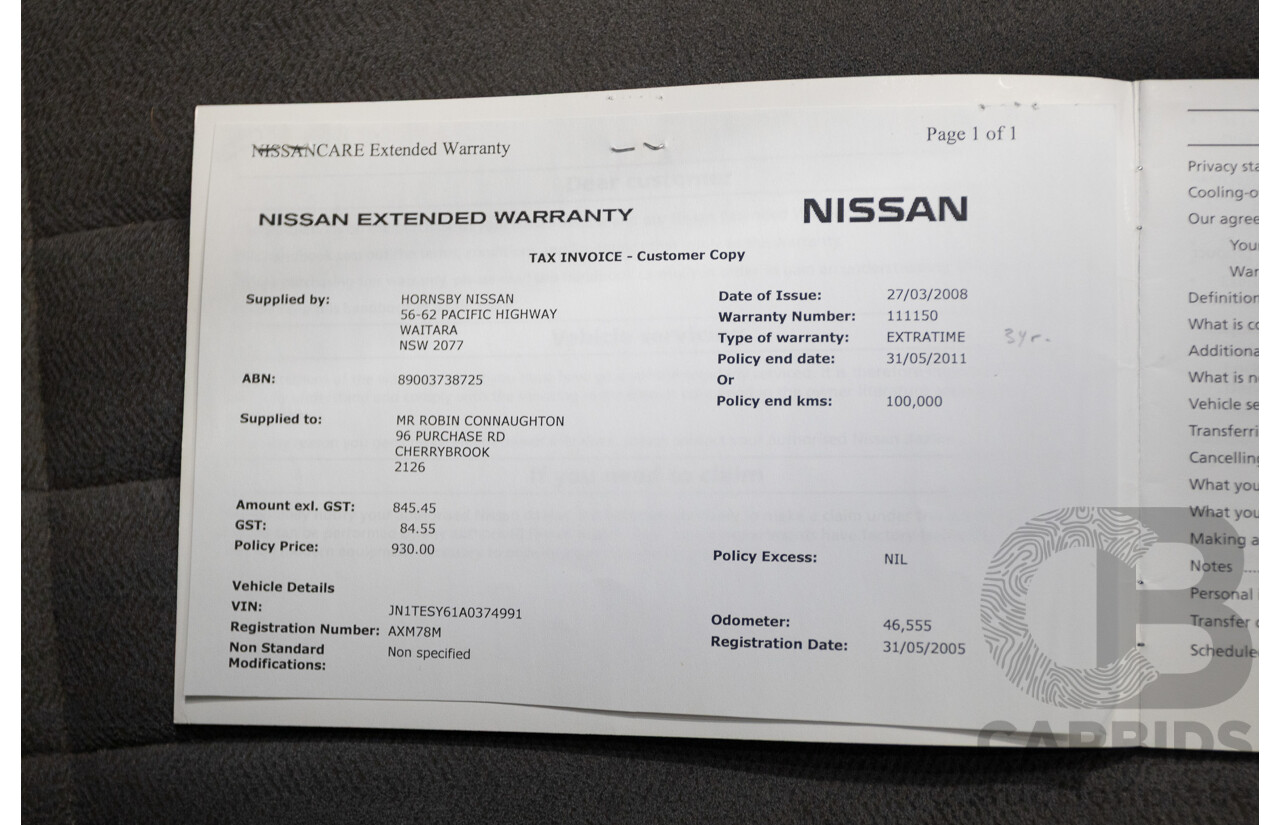 NISSANCARE Extended Warranty
Page 1 of 1
NISSAN EXTENDED WARRANTY
NISSAN
TAX INVOICE - Customer Copy
Supplied by: HORNSBY NISSAN
56-62 PACIFIC HIGHWAY
WAITARA
NSW 2077
ABN: 89003738725
Supplied to: MR ROBIN CONNAUGHTON
96 PURCHASE RD
CHERRYBROOK
2126
Amount exl. GST: 845.45
GST: 84.55
Policy Price: 930.00
Vehicle Details
VIN: JN1TESY61A0374991
Registration Number: AXM78M
Non Standard Modifications: Non specified
Date of Issue: 27/03/2008
Warranty Number: 111150
Type of warranty: EXTRATIME 3yr.
Policy end date: 31/05/2011
Or
Policy end kms: 100,000
Policy Excess: NIL
Odometer: 46,555
Registration Date: 31/05/2005
Privacy sta
Cooling-o
Our agree
You
War
Definition
What is co
Additiona
What is n
Vehicle se
Transferri
Cancelling
What you
What you
Making a
Notes ....
Personal
Transfer
Schedule
CB
CARBIDS